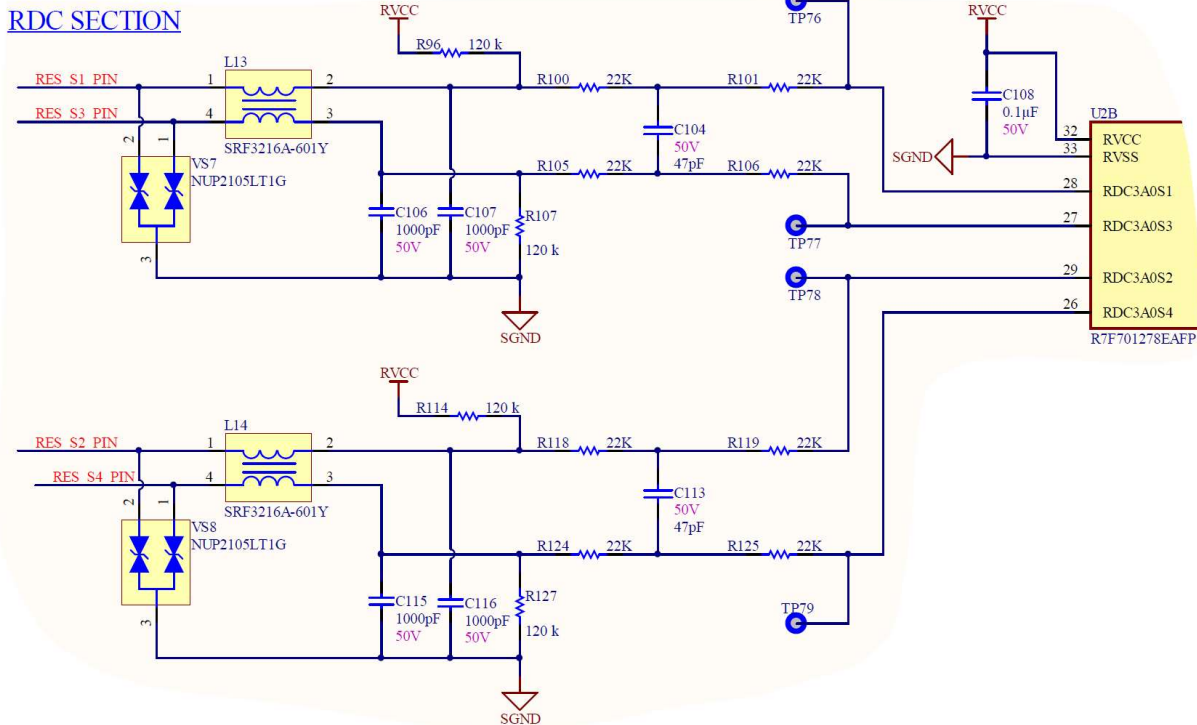 RDC SECTION
RVCC
TP76
RVCC
R96 120 k
RES S1 PIN
1 L13 2
R100 22K
R101 22K
C108
0.1µF
50V
RES S3 PIN
4 3
SRF3216A-601Y
C104
50V
47pF
U2B
32 RVCC
SGND
33 RVSS
2 1
VS7
NUP2105LT1G
R105 22K
R106 22K
28 RDC3A0S1
C106
1000pF
50V
C107
1000pF
50V
R107
120 k
TP77
27 RDC3A0S3
3
TP78
29 RDC3A0S2
26 RDC3A0S4
SGND
R7F701278EAFP
RVCC
R114 120 k
RES S2 PIN
1 L14 2
R118 22K
R119 22K
RES S4 PIN
4 3
SRF3216A-601Y
C113
50V
47pF
2 1
VS8
NUP2105LT1G
R124 22K
R125 22K
C115
1000pF
50V
C116
1000pF
50V
R127
120 k
TP79
3
SGND